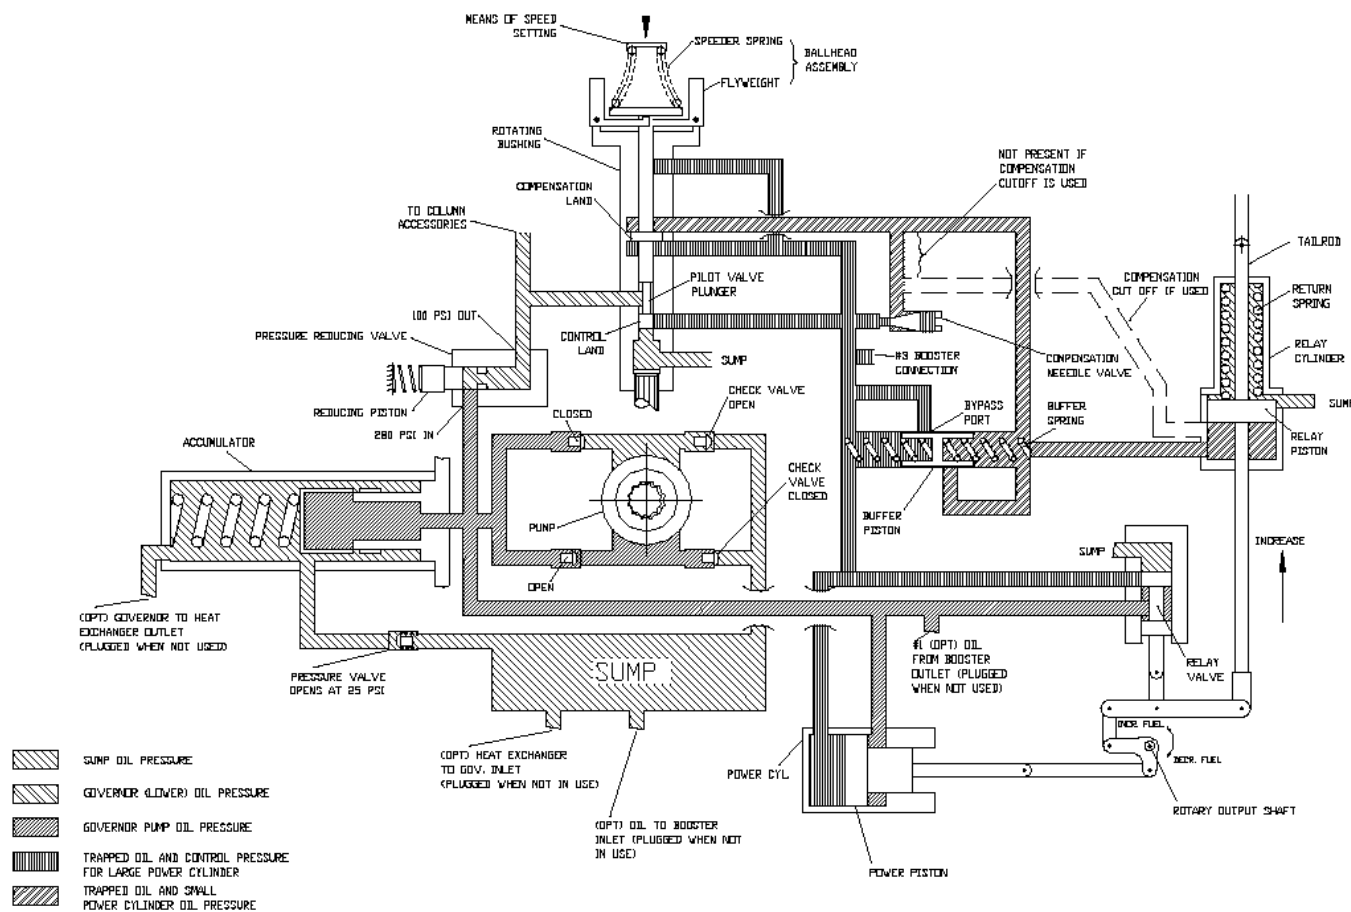 MEANS OF SPEED
SETTING
SPEEDER SPRING
BALLHEAD
ASSEMBLY
FLYWEIGHT
ROTATING
BUSHING
NOT PRESENT IF
COMPENSATION
CUTOFF IS USED
COMPENSATION
LAND
TO COLUMN
ACCESSORIES
TAILROD
PILOT VALVE
PLUNGER
COMPENSATION
CUT OFF IF USED
RETURN
SPRING
100 PSI OUT
PRESSURE REDUCING VALVE
CONTROL
LAND
SUMP
#3 BOOSTER
CONNECTION
CONPENSATION
NEEEDLE VALVE
RELAY
CYLINDER
REDUCING PISTON
CHECK VALVE
OPEN
CLOSED
BYPASS
PORT
BUFFER
SPRING
SUMP
280 PSI IN
RELAY
PISTON
ACCUMULATOR
CHECK
VALVE
CLOSED
PUMP
BUFFER
PISTON
OPEN
SUMP
INCREASE
(OPT) GOVERNOR TO HEAT
EXCHANGER OUTLET
(PLUGGED WHEN NOT USED)
#1 (OPT) OIL
FROM BOOSTER
OUTLET (PLUGGED
WHEN NOT USED)
RELAY
VALVE
SUMP
PRESSURE VALVE
OPENS AT 25 PSI
INCR. FUEL
DECR. FUEL
(OPT) HEAT EXCHANGER
TO GOV. INLET
(PLUGGED WHEN NOT IN USE)
POWER CYL
ROTARY OUTPUT SHAFT
(OPT) OIL TO BOOSTER
INLET (PLUGGED WHEN NOT
IN USE)
POWER PISTON
SUMP OIL PRESSURE
GOVERNOR (LOWER) OIL PRESSURE
GOVERNOR PUMP OIL PRESSURE
TRAPPED OIL AND CONTROL PRESSURE
FOR LARGE POWER CYLINDER
TRAPPED OIL AND SMALL
POWER CYLINDER OIL PRESSURE